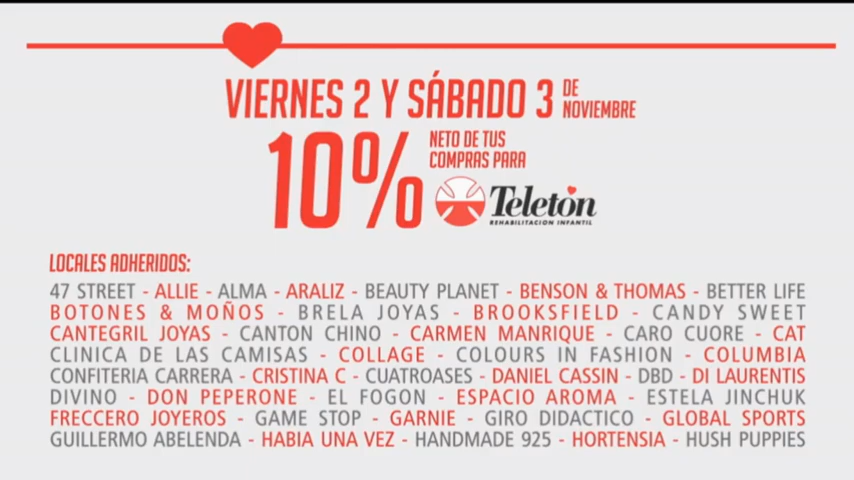 VIERNES 2 Y SÁBADO 3 DE NOVIEMBRE
10% NETO DE TUS COMPRAS PARA
Teletón
REHABILITACION INFANTIL
LOCALES ADHERIDOS:
47 STREET - ALLIE - ALMA - ARALIZ - BEAUTY PLANET - BENSON & THOMAS - BETTER LIFE
BOTONES & MOÑOS - BRELA JOYAS - BROOKSFIELD - CANDY SWEET
CANTEGRIL JOYAS - CANTON CHINO - CARMEN MANRIQUE - CARO CUORE - CAT
CLINICA DE LAS CAMISAS - COLLAGE - COLOURS IN FASHION - COLUMBIA
CONFITERIA CARRERA - CRISTINA C - CUATROASES - DANIEL CASSIN - DBD - DI LAURENTIS
DIVINO - DON PEPERONE - EL FOGON - ESPACIO AROMA - ESTELA JINCHUK
FRECCERO JOYEROS - GAME STOP - GARNIE - GIRO DIDACTICO - GLOBAL SPORTS
GUILLERMO ABELENDA - HABIA UNA VEZ - HANDMADE 925 - HORTENSIA - HUSH PUPPIES